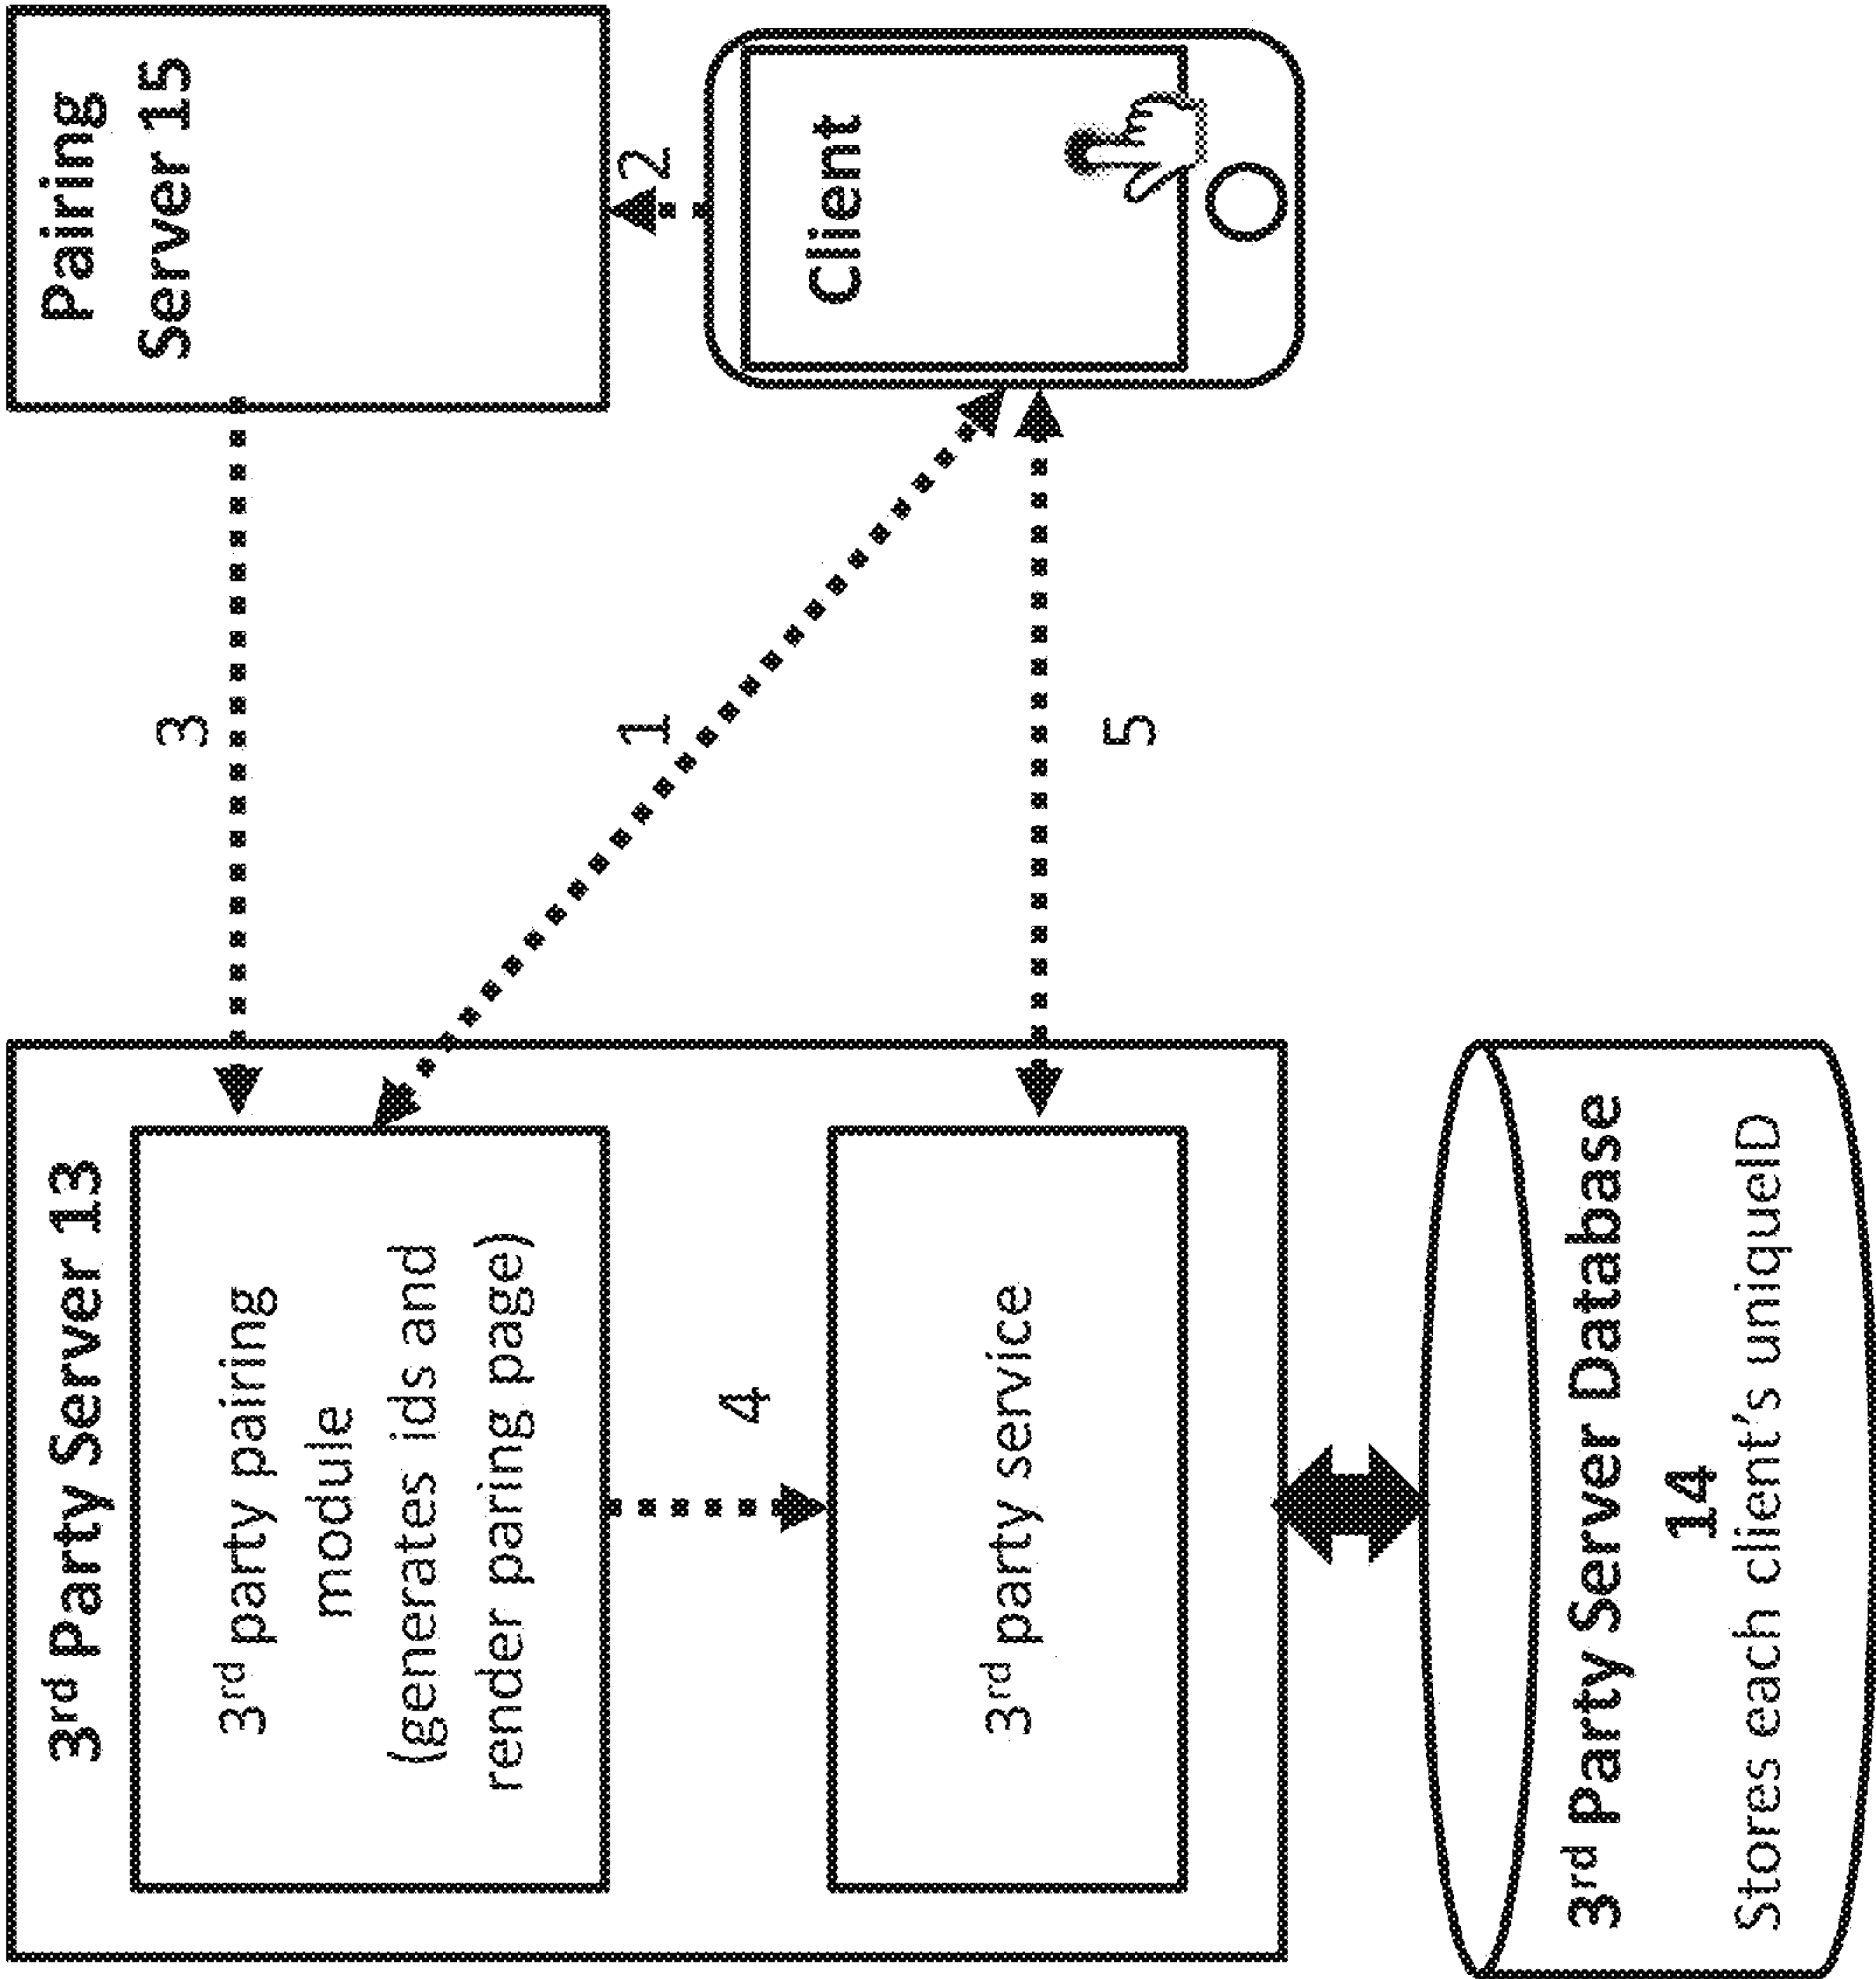 3rd Party Server 13
3rd party pairing
module
(generates ids and
render paring page)
4
3rd party service
3rd Party Server Database
14
Stores each client's uniqueID
3
1
5
Pairing
Server 15
2
Client